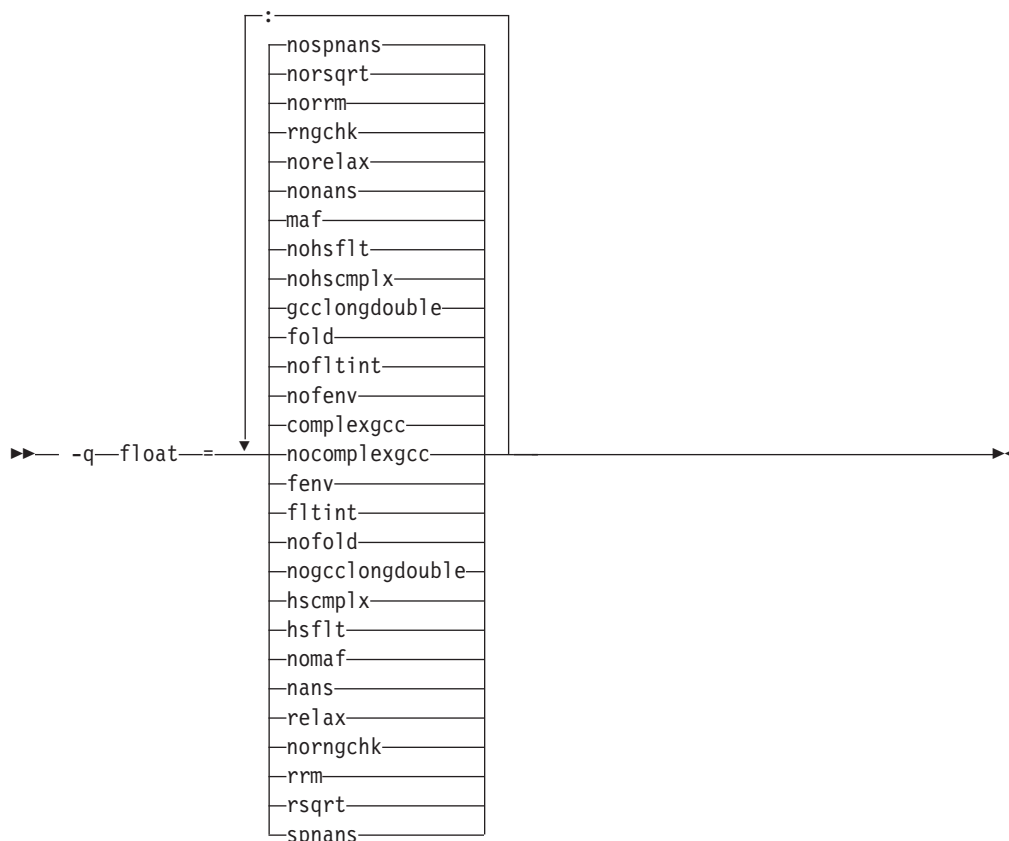 :
nospnans
norsqrt
norrm
rngchk
norelax
nonans
maf
nohsflt
nohscmplx
gcclongdouble
fold
nofltint
nofenv
complexgcc
-q float = nocomplexgcc
fenv
fltint
nofold
nogcclongdouble
hscmplx
hsflt
nomaf
nans
relax
norngchk
rrm
rsqrt
spnans